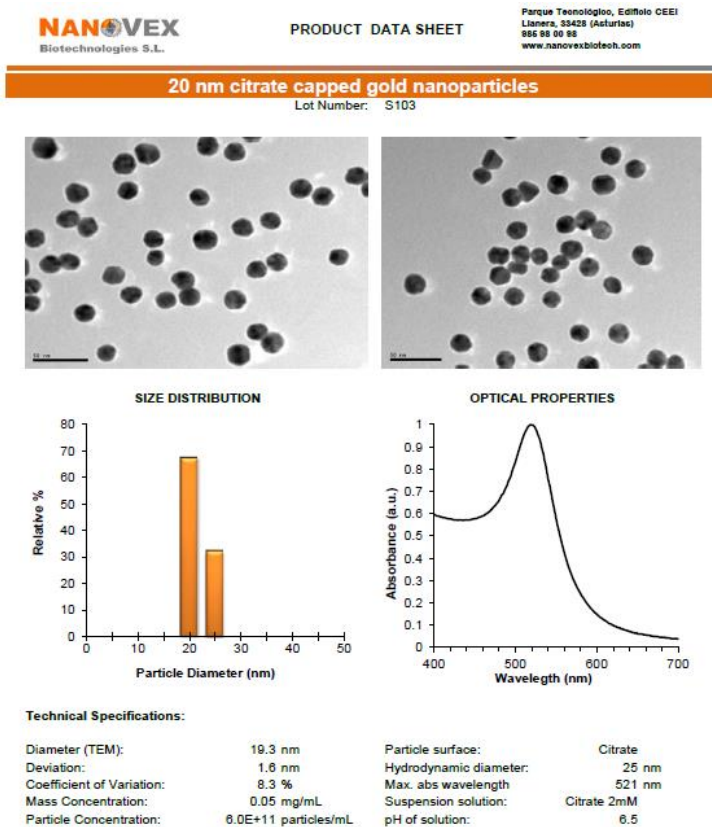 NANOVEX
Biotechnologies S.L.
PRODUCT DATA SHEET
Parque Tecnológico, Edificio CEEI
Llanera, 33428 (Asturias)
985 98 00 98
www.nanovexbiotech.com
20 nm citrate capped gold nanoparticles
Lot Number: S103
50 nm
50 nm
SIZE DISTRIBUTION
80
70
60
50
40
30
20
10
0
Relative %
0 10 20 30 40 50
Particle Diameter (nm)
OPTICAL PROPERTIES
1
0.9
0.8
0.7
0.6
0.5
0.4
0.3
0.2
0.1
0
Absorbance (a.u.)
400 500 600 700
Wavelegth (nm)
Technical Specifications:
Diameter (TEM): 19.3 nm
Deviation: 1.6 nm
Coefficient of Variation: 8.3 %
Mass Concentration: 0.05 mg/mL
Particle Concentration: 6.0E+11 particles/mL
Particle surface: Citrate
Hydrodynamic diameter: 25 nm
Max. abs wavelength 521 nm
Suspension solution: Citrate 2mM
pH of solution: 6.5